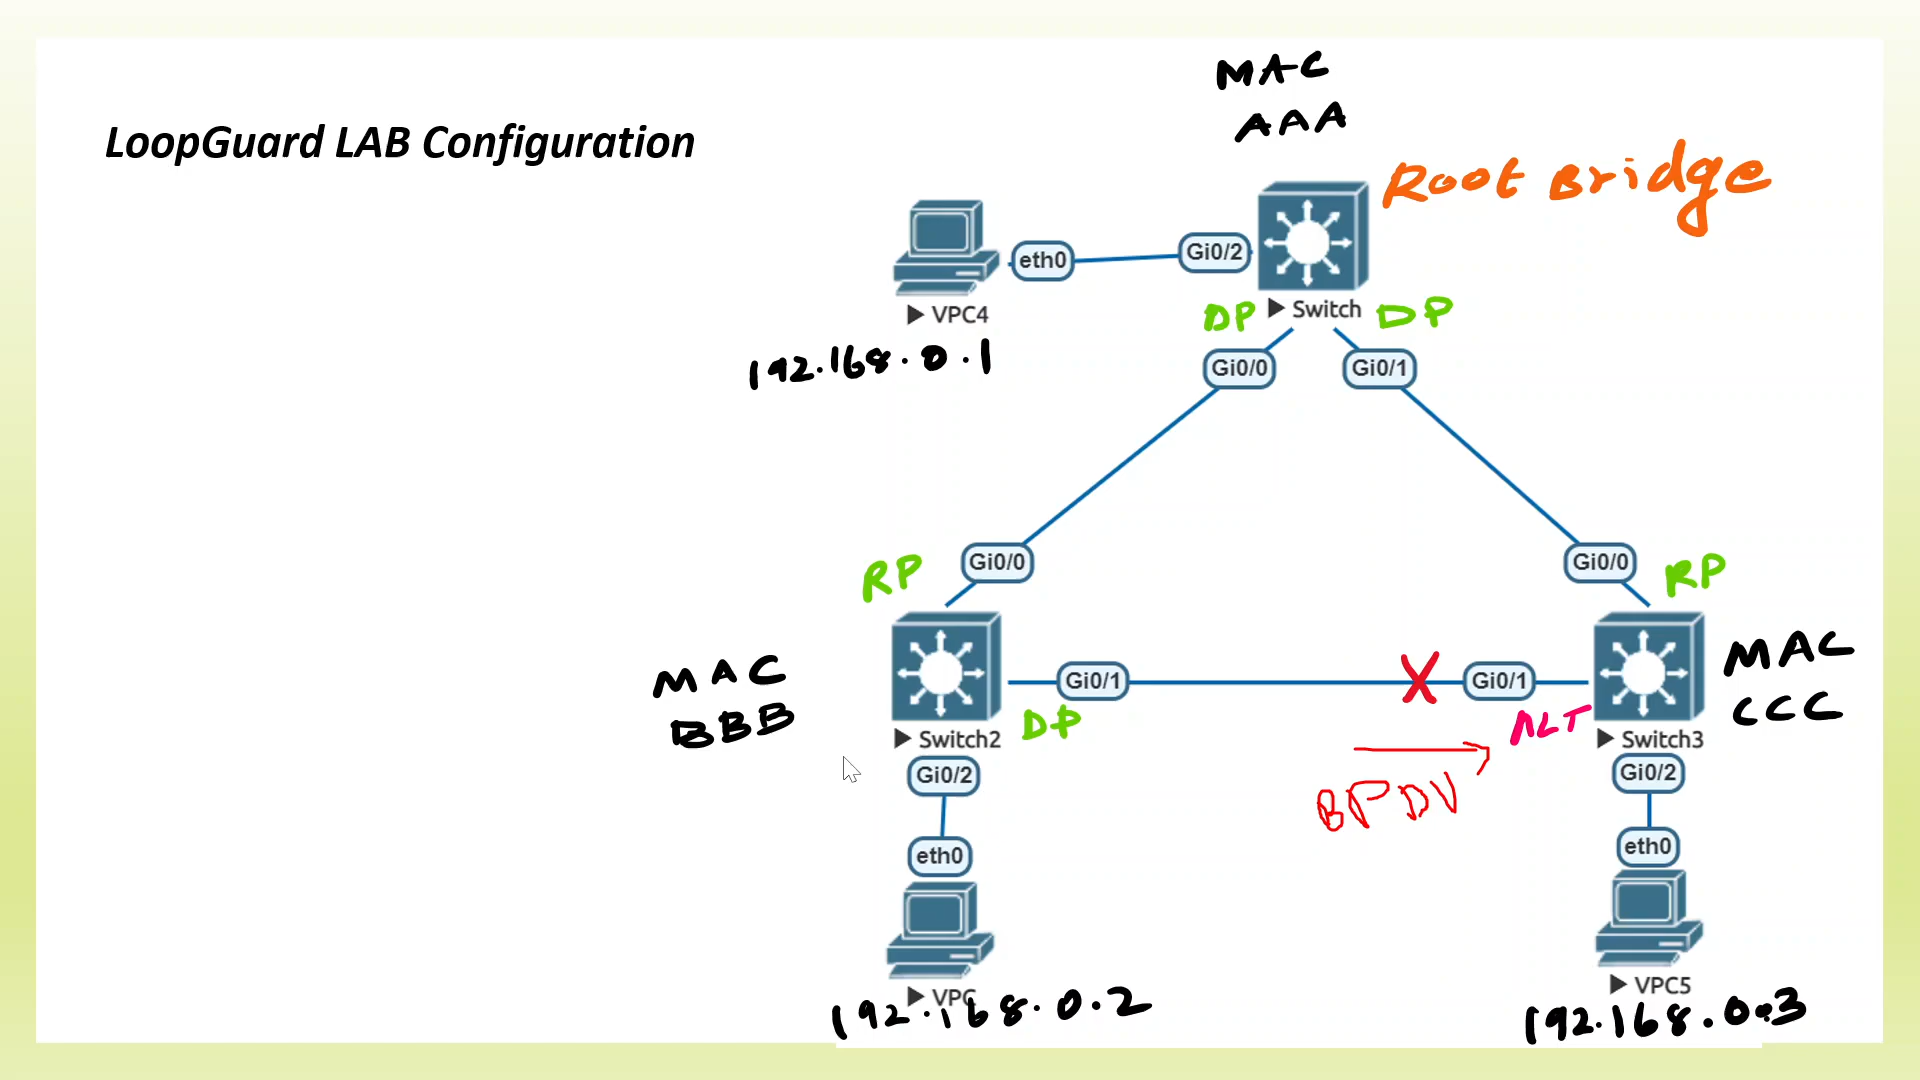 MAC
AAA
LoopGuard LAB Configuration
Root Bridge
eth0
Gi0/2
VPC4
DP
Switch
DP
192.168.0.1
Gi0/0
Gi0/1
RP
Gi0/0
Gi0/0
RP
MAC
BBB
Gi0/1
X
Gi0/1
MAC
CCC
DP
ALT
Switch2
Switch3
Gi0/2
BPDU
Gi0/2
eth0
eth0
VPC
192.168.0.2
VPC5
192.168.0.3